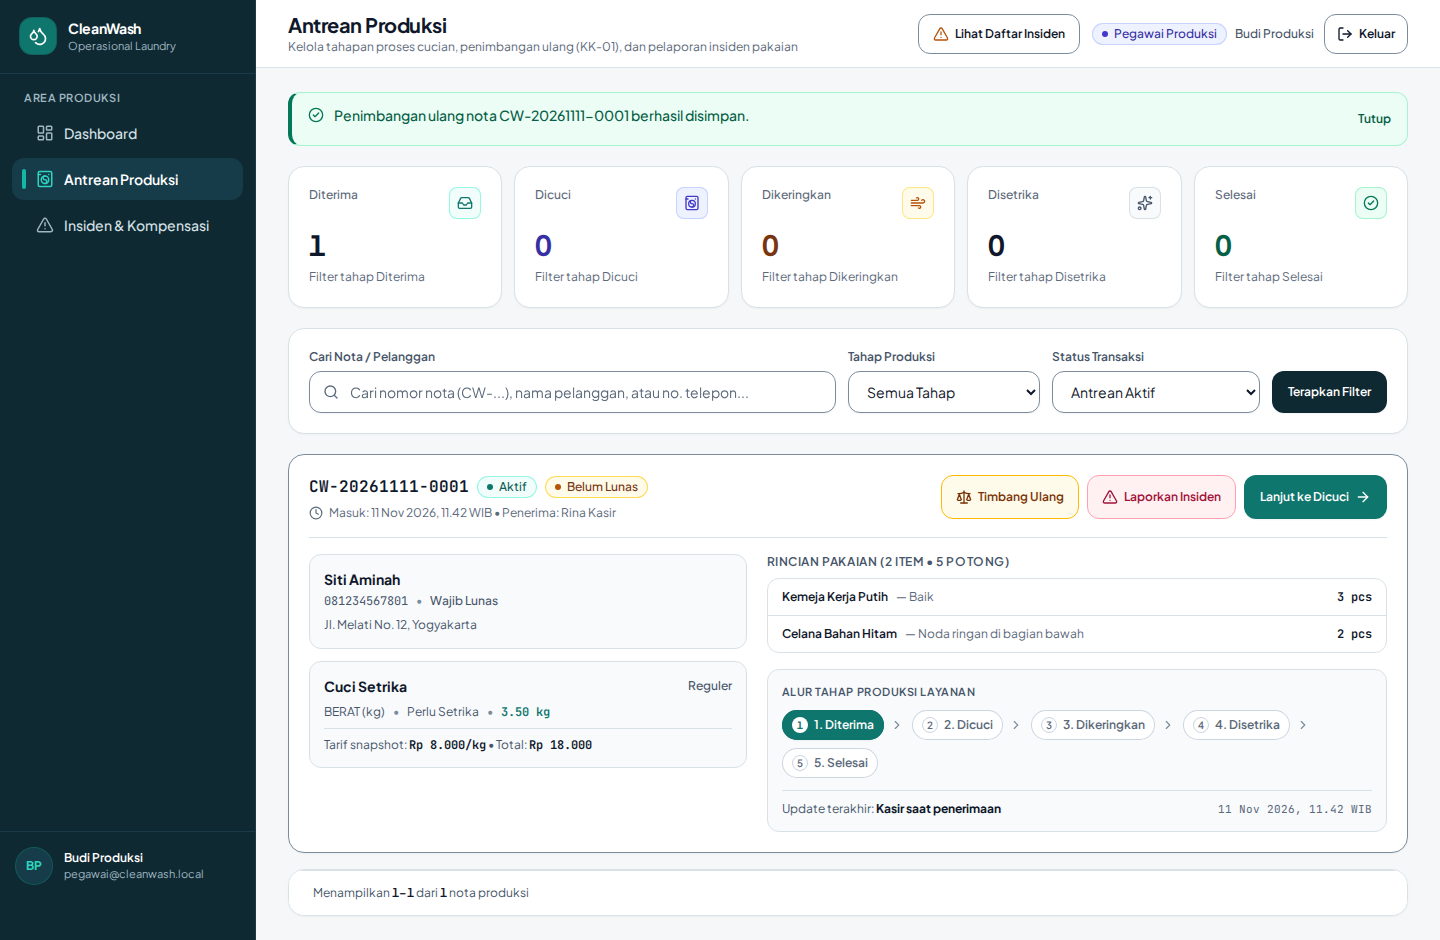 CleanWash
Operasional Laundry
AREA PRODUKSI
Dashboard
Antrean Produksi
Insiden & Kompensasi
BP
Budi Produksi
pegawai@cleanwash.local
Antrean Produksi
Kelola tahapan proses cucian, penimbangan ulang (KK-01), dan pelaporan insiden pakaian
Lihat Daftar Insiden
Pegawai Produksi
Budi Produksi
Keluar
Penimbangan ulang nota CW-20261111-0001 berhasil disimpan.
Tutup
Diterima
1
Filter tahap Diterima
Dicuci
0
Filter tahap Dicuci
Dikeringkan
0
Filter tahap Dikeringkan
Disetrika
0
Filter tahap Disetrika
Selesai
0
Filter tahap Selesai
Cari Nota / Pelanggan
Cari nomor nota (CW-...), nama pelanggan, atau no. telepon...
Tahap Produksi
Semua Tahap
Status Transaksi
Antrean Aktif
Terapkan Filter
CW-20261111-0001
Aktif
Belum Lunas
Masuk: 11 Nov 2026, 11.42 WIB • Penerima: Rina Kasir
Timbang Ulang
Laporkan Insiden
Lanjut ke Dicuci
Siti Aminah
081234567801 • Wajib Lunas
Jl. Melati No. 12, Yogyakarta
Cuci Setrika
Reguler
BERAT (kg) • Perlu Setrika • 3.50 kg
Tarif snapshot: Rp 8.000/kg • Total: Rp 18.000
RINCIAN PAKAIAN (2 ITEM • 5 POTONG)
Kemeja Kerja Putih — Baik
3 pcs
Celana Bahan Hitam — Noda ringan di bagian bawah
2 pcs
ALUR TAHAP PRODUKSI LAYANAN
1 1. Diterima
2 2. Dicuci
3 3. Dikeringkan
4 4. Disetrika
5 5. Selesai
Update terakhir: Kasir saat penerimaan
11 Nov 2026, 11.42 WIB
Menampilkan 1-1 dari 1 nota produksi